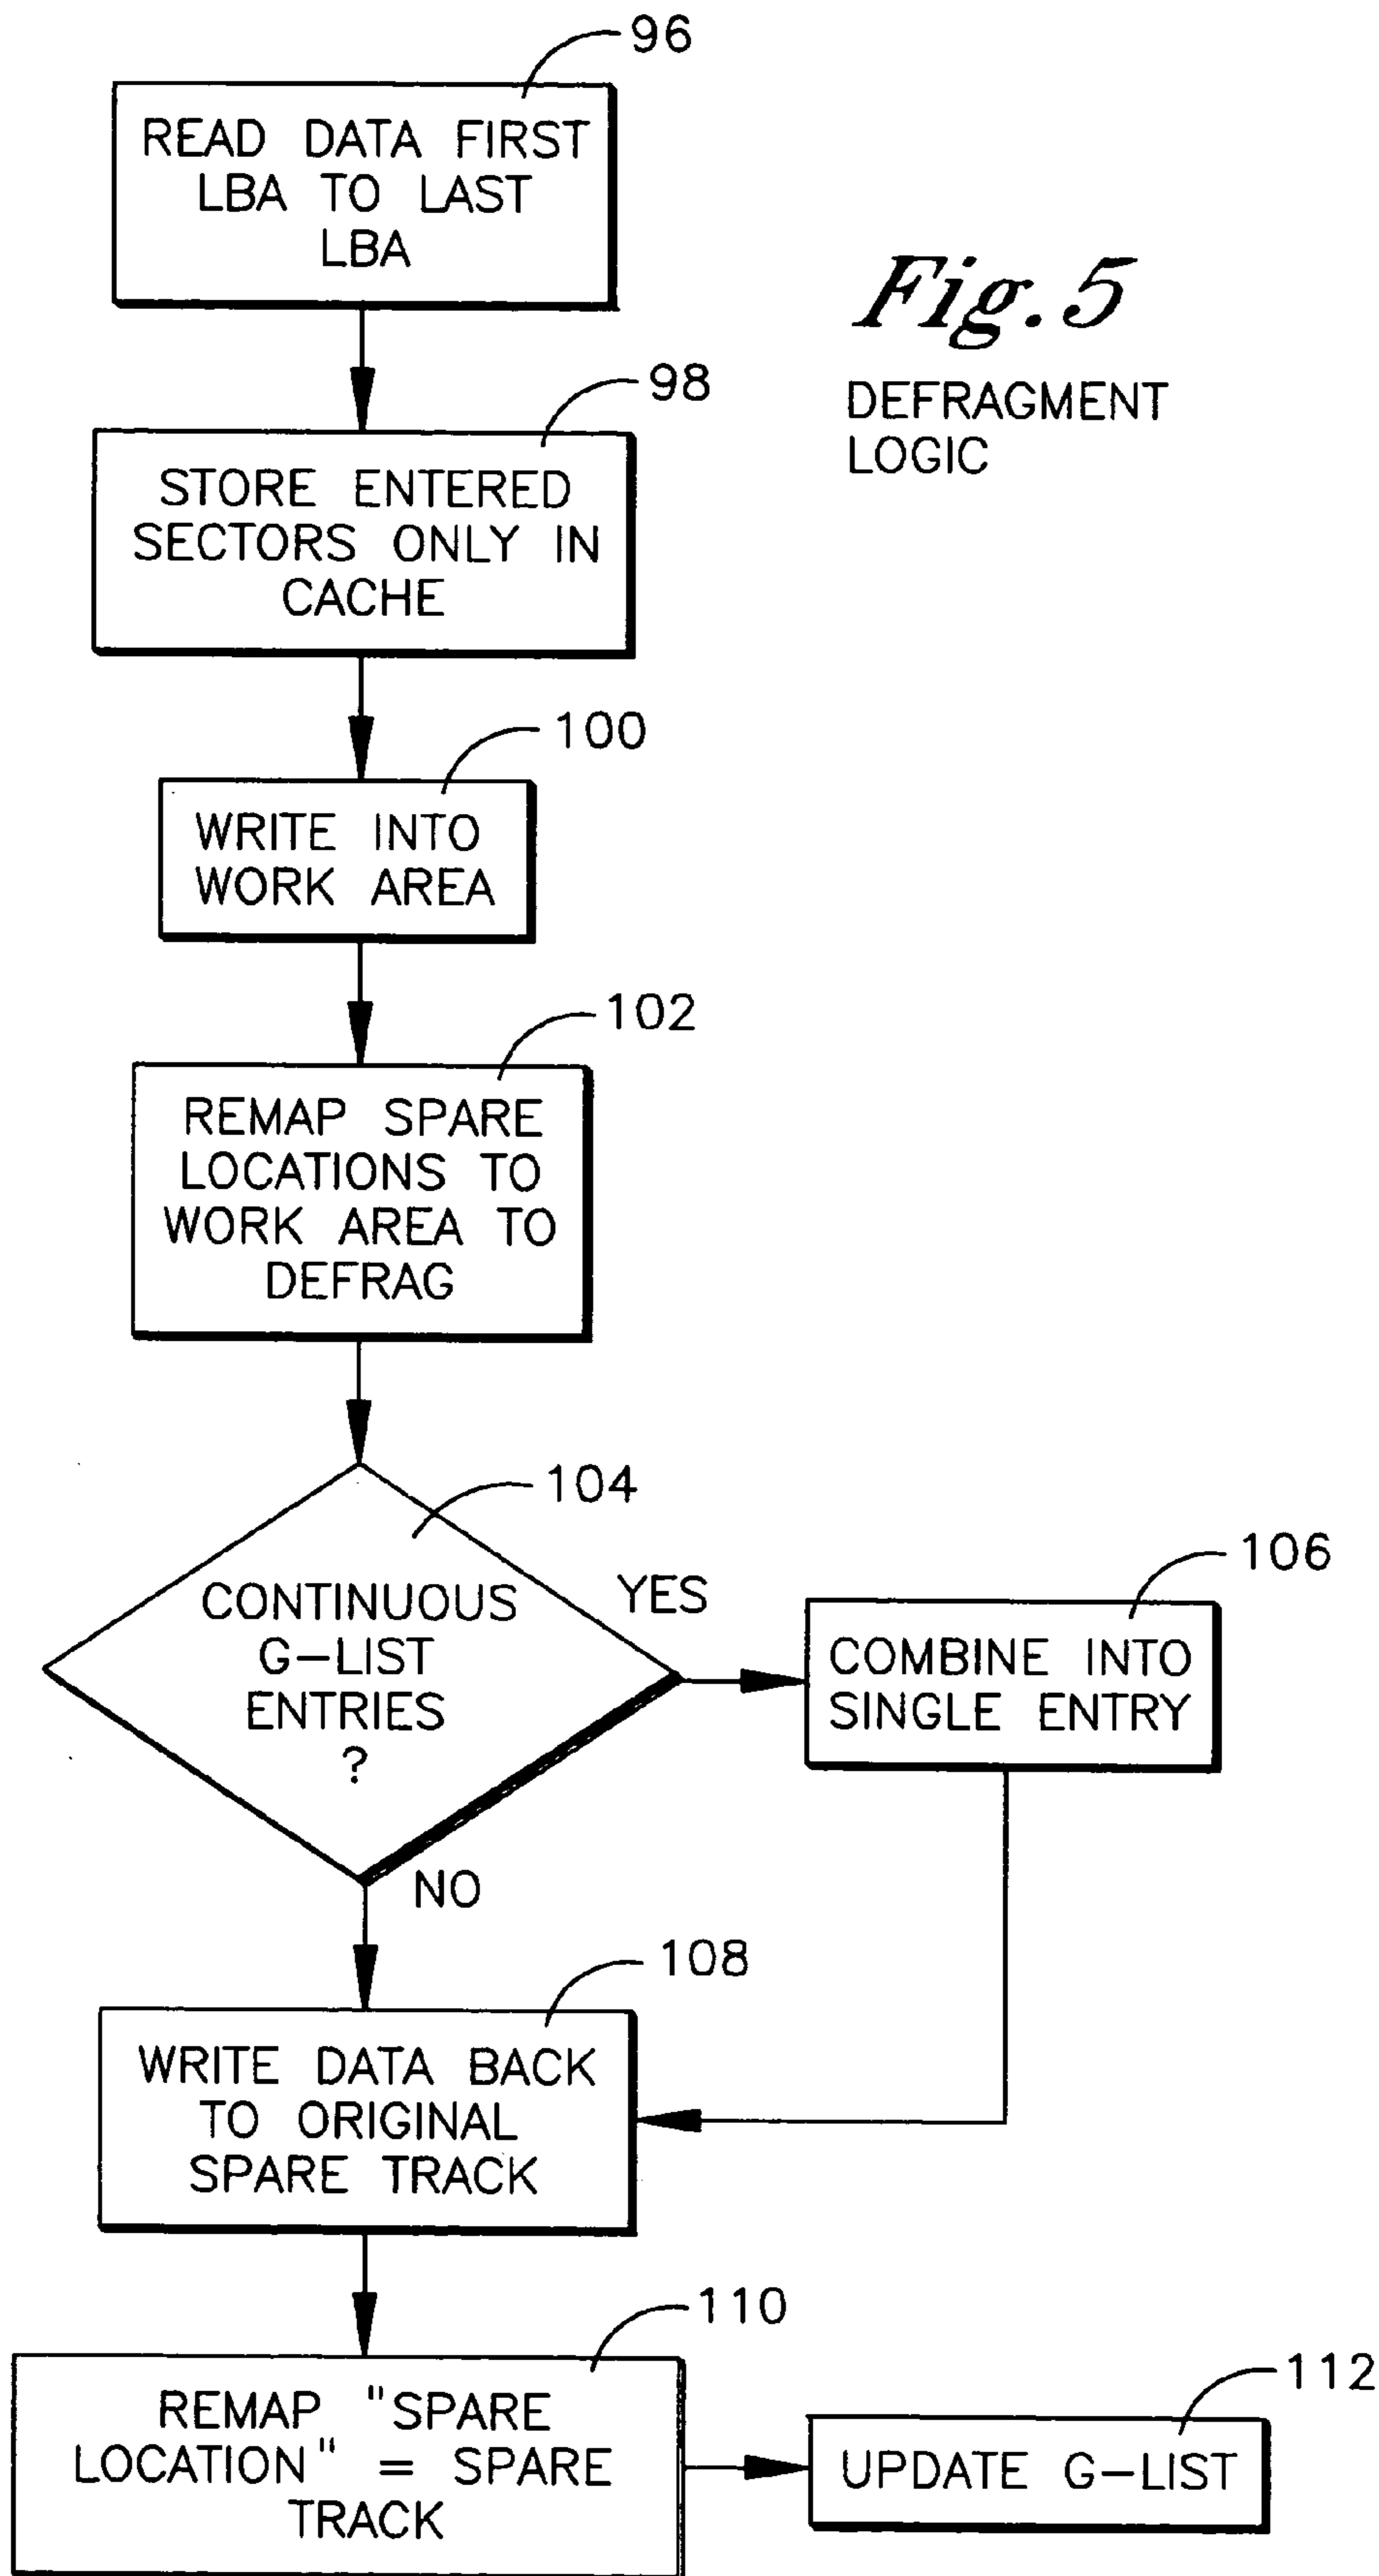 96
READ DATA FIRST
LBA TO LAST
LBA
Fig. 5
DEFRAGMENT
LOGIC
98
STORE ENTERED
SECTORS ONLY IN
CACHE
100
WRITE INTO
WORK AREA
102
REMAP SPARE
LOCATIONS TO
WORK AREA TO
DEFRAG
104
CONTINUOUS
G-LIST
ENTRIES
?
YES
NO
106
COMBINE INTO
SINGLE ENTRY
108
WRITE DATA BACK
TO ORIGINAL
SPARE TRACK
110
REMAP "SPARE
LOCATION" = SPARE
TRACK
112
UPDATE G-LIST